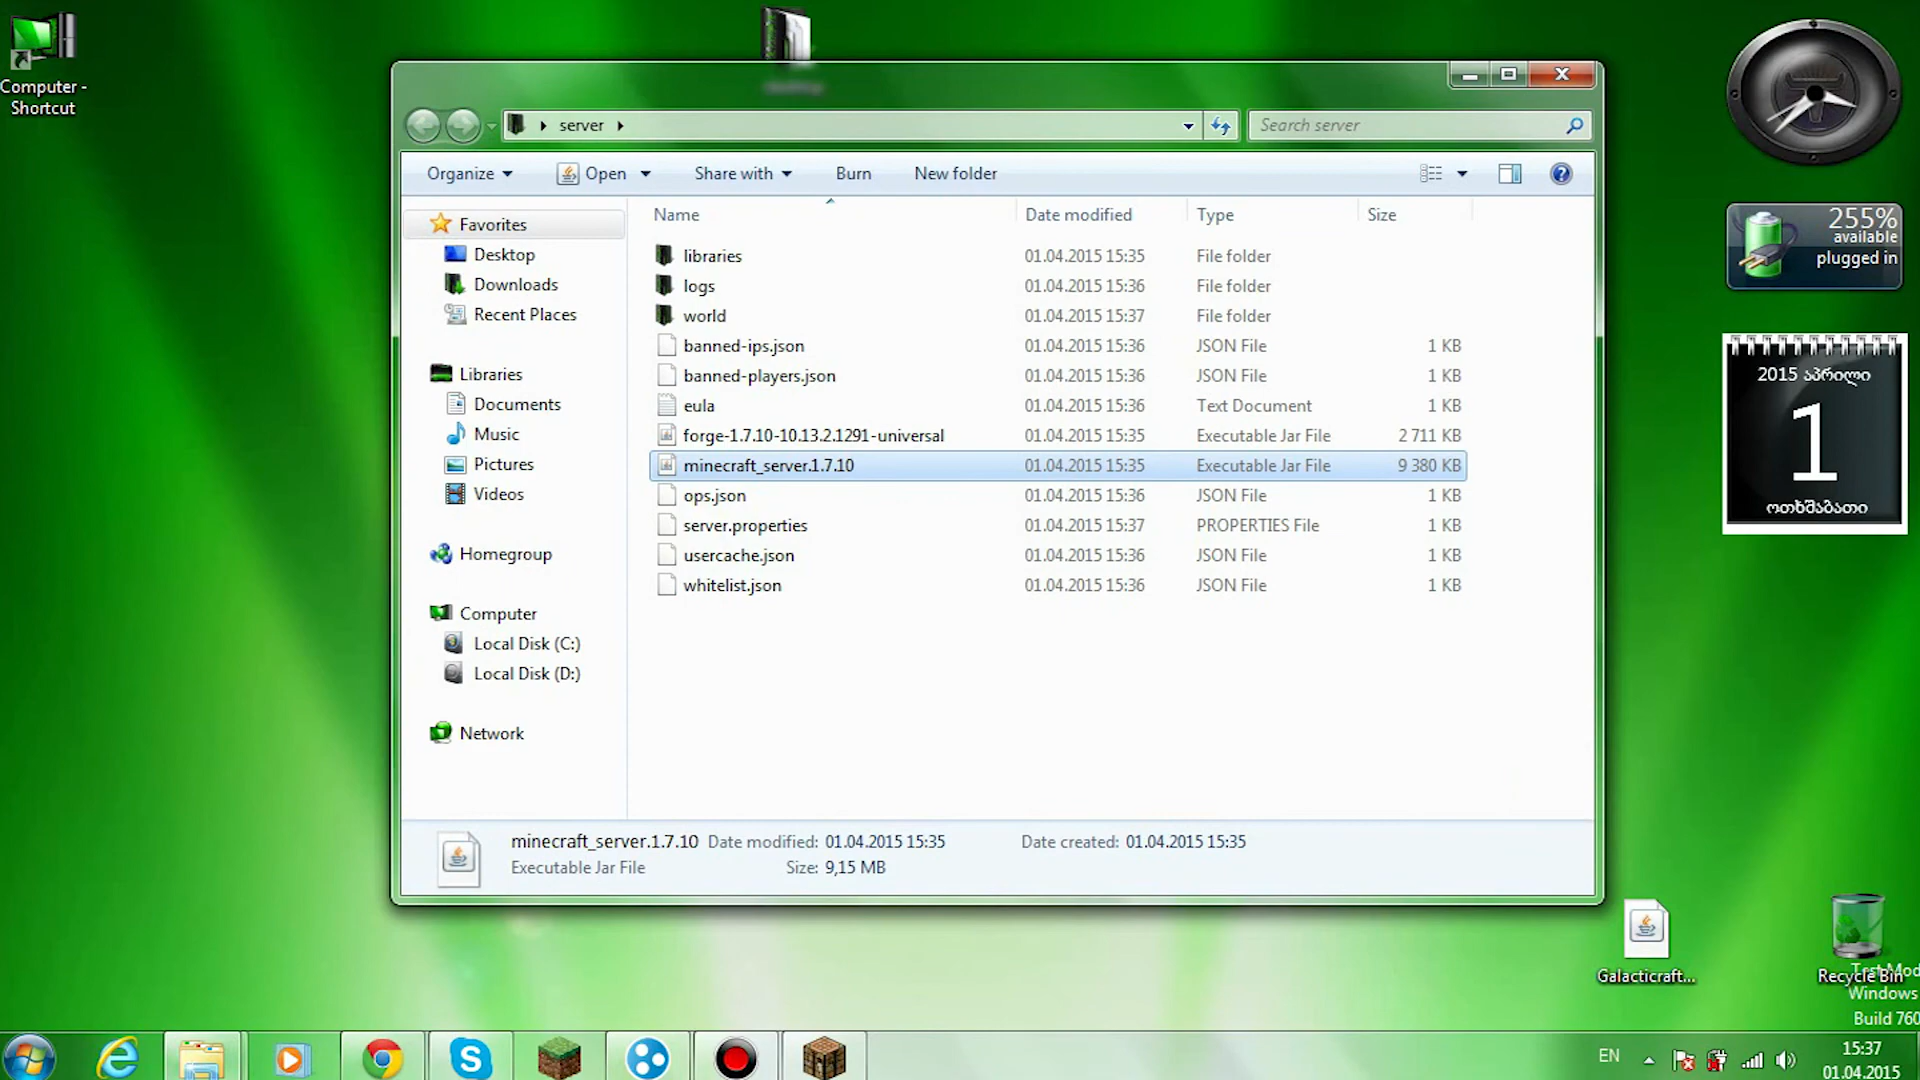 Computer -
Shortcut
server
Search server
Organize
Open
Share with
Burn
New folder
Name
Date modified
Type
Size
Favorites
Desktop
Downloads
Recent Places
Libraries
Documents
Music
Pictures
Videos
Homegroup
Computer
Local Disk (C:)
Local Disk (D:)
Network
libraries 01.04.2015 15:35 File folder
logs 01.04.2015 15:36 File folder
world 01.04.2015 15:37 File folder
banned-ips.json 01.04.2015 15:36 JSON File 1 KB
banned-players.json 01.04.2015 15:36 JSON File 1 KB
eula 01.04.2015 15:36 Text Document 1 KB
forge-1.7.10-10.13.2.1291-universal 01.04.2015 15:35 Executable Jar File 2 711 KB
minecraft_server.1.7.10 01.04.2015 15:35 Executable Jar File 9 380 KB
ops.json 01.04.2015 15:36 JSON File 1 KB
server.properties 01.04.2015 15:37 PROPERTIES File 1 KB
usercache.json 01.04.2015 15:36 JSON File 1 KB
whitelist.json 01.04.2015 15:36 JSON File 1 KB
minecraft_server.1.7.10 Date modified: 01.04.2015 15:35 Date created: 01.04.2015 15:35
Executable Jar File Size: 9,15 MB
255%
available
plugged in
2015 აპრილი
1
ოთხშაბათი
Galacticraft...
Recycle Bin
Test Mod
Windows
Build 760
EN
15:37
01.04.2015